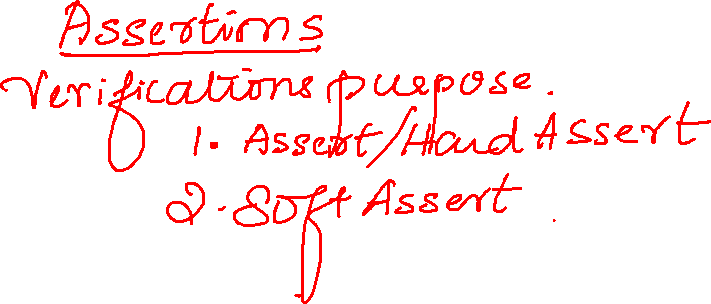 Assertions
Verifications purpose.
1. Assert/Hard Assert
2. Soft Assert